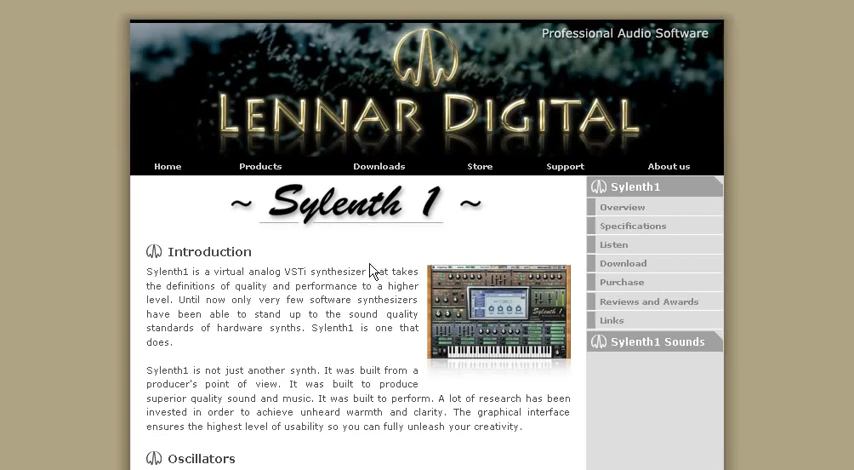 Professional Audio Software
LENNAR DIGITAL
Home Products Downloads Store Support About us
~ Sylenth 1 ~
Introduction
Sylenth1 is a virtual analog VSTi synthesizer that takes
the definitions of quality and performance to a higher
level. Until now only very few software synthesizers
have been able to stand up to the sound quality
standards of hardware synths. Sylenth1 is one that
does.
Sylenth 1
Sylenth1 is not just another synth. It was built from a
producer's point of view. It was built to produce
superior quality sound and music. It was built to perform. A lot of research has been
invested in order to achieve unheard warmth and clarity. The graphical interface
ensures the highest level of usability so you can fully unleash your creativity.
Oscillators
Sylenth1
Overview
Specifications
Listen
Download
Purchase
Reviews and Awards
Links
Sylenth1 Sounds